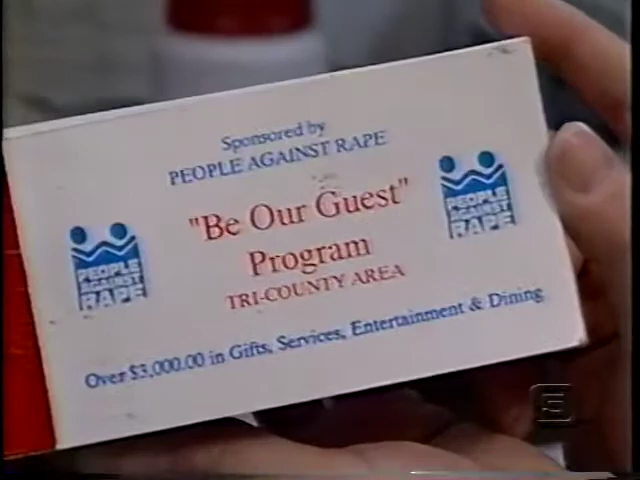 Sponsored by
PEOPLE AGAINST RAPE
"Be Our Guest"
Program
TRI-COUNTY AREA
PEOPLE
AGAINST
RAPE
PEOPLE
AGAINST
RAPE
Over $3,000.00 in Gifts, Services, Entertainment & Dining